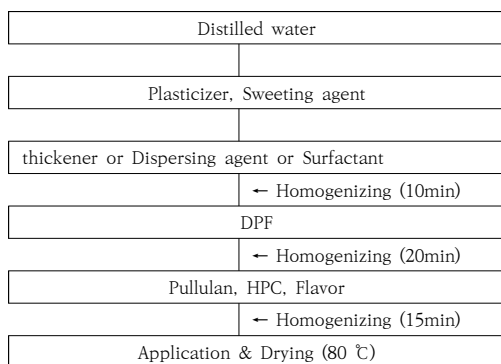 Distilled water
Plasticizer, Sweeting agent
thickener or Dispersing agent or Surfactant
← Homogenizing (10min)
DPF
← Homogenizing (20min)
Pullulan, HPC, Flavor
← Homogenizing (15min)
Application & Drying (80 ℃)